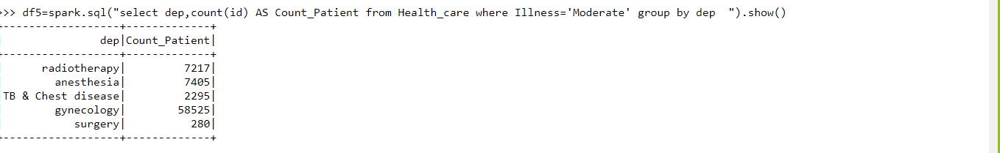 >>> df5=spark.sql("select dep,count(id) AS Count_Patient from Health_care where Illness='Moderate' group by dep  ").show()
+------------------+-------------+
|               dep|Count_Patient|
+------------------+-------------+
|      radiotherapy|         7217|
|        anesthesia|         7405|
|TB & Chest disease|         2295|
|        gynecology|        58525|
|           surgery|          280|
+------------------+-------------+